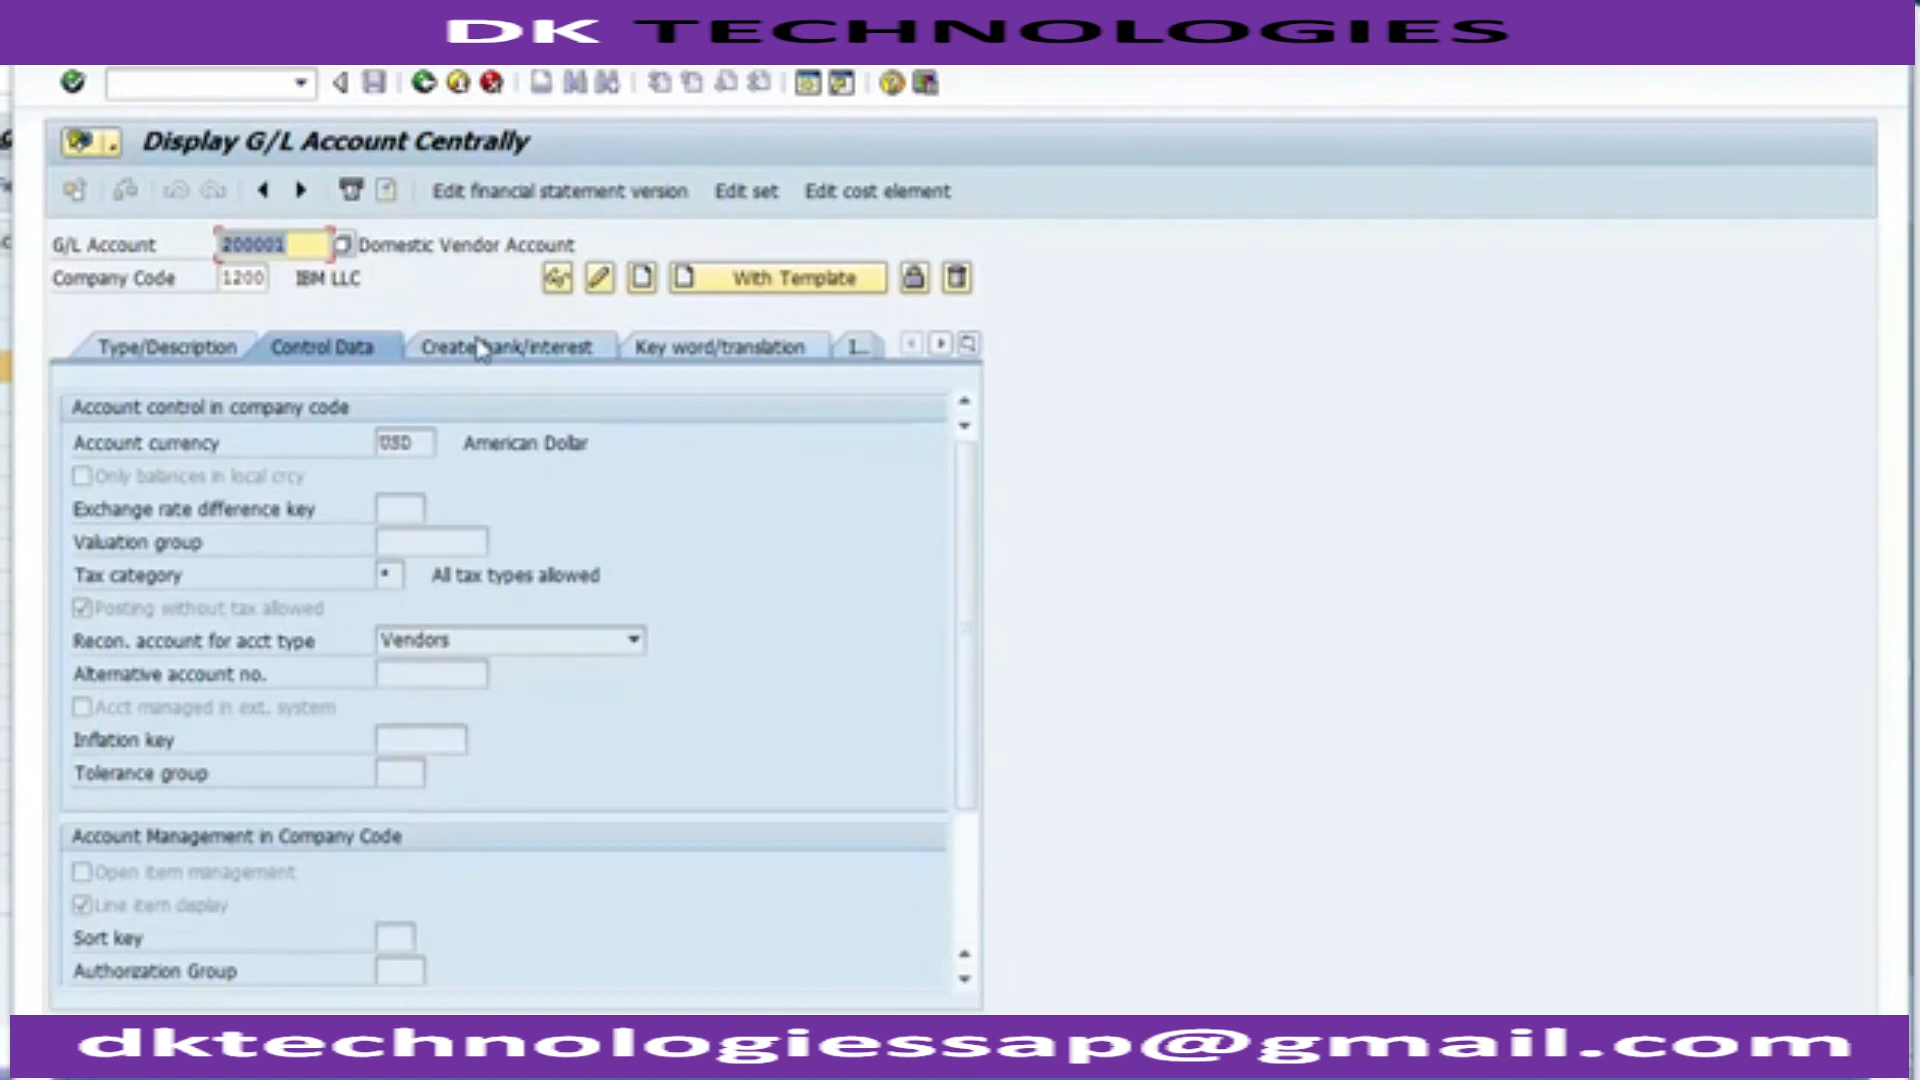 DK TECHNOLOGIES
Display G/L Account Centrally
Edit financial statement version Edit set Edit cost element
G/L Account 200001 Domestic Vendor Account
Company Code 1200 IBM LLC With Template
Type/Description Control Data Create bank/interest Key word/translation I...
Account control in company code
Account currency USD American Dollar
Only balances in local crcy
Exchange rate difference key
Valuation group
Tax category * All tax types allowed
Posting without tax allowed
Recon. account for acct type Vendors
Alternative account no.
Acct managed in ext. system
Inflation key
Tolerance group
Account Management in Company Code
Open item management
Line item display
Sort key
Authorization Group
dktechnologiessap@gmail.com